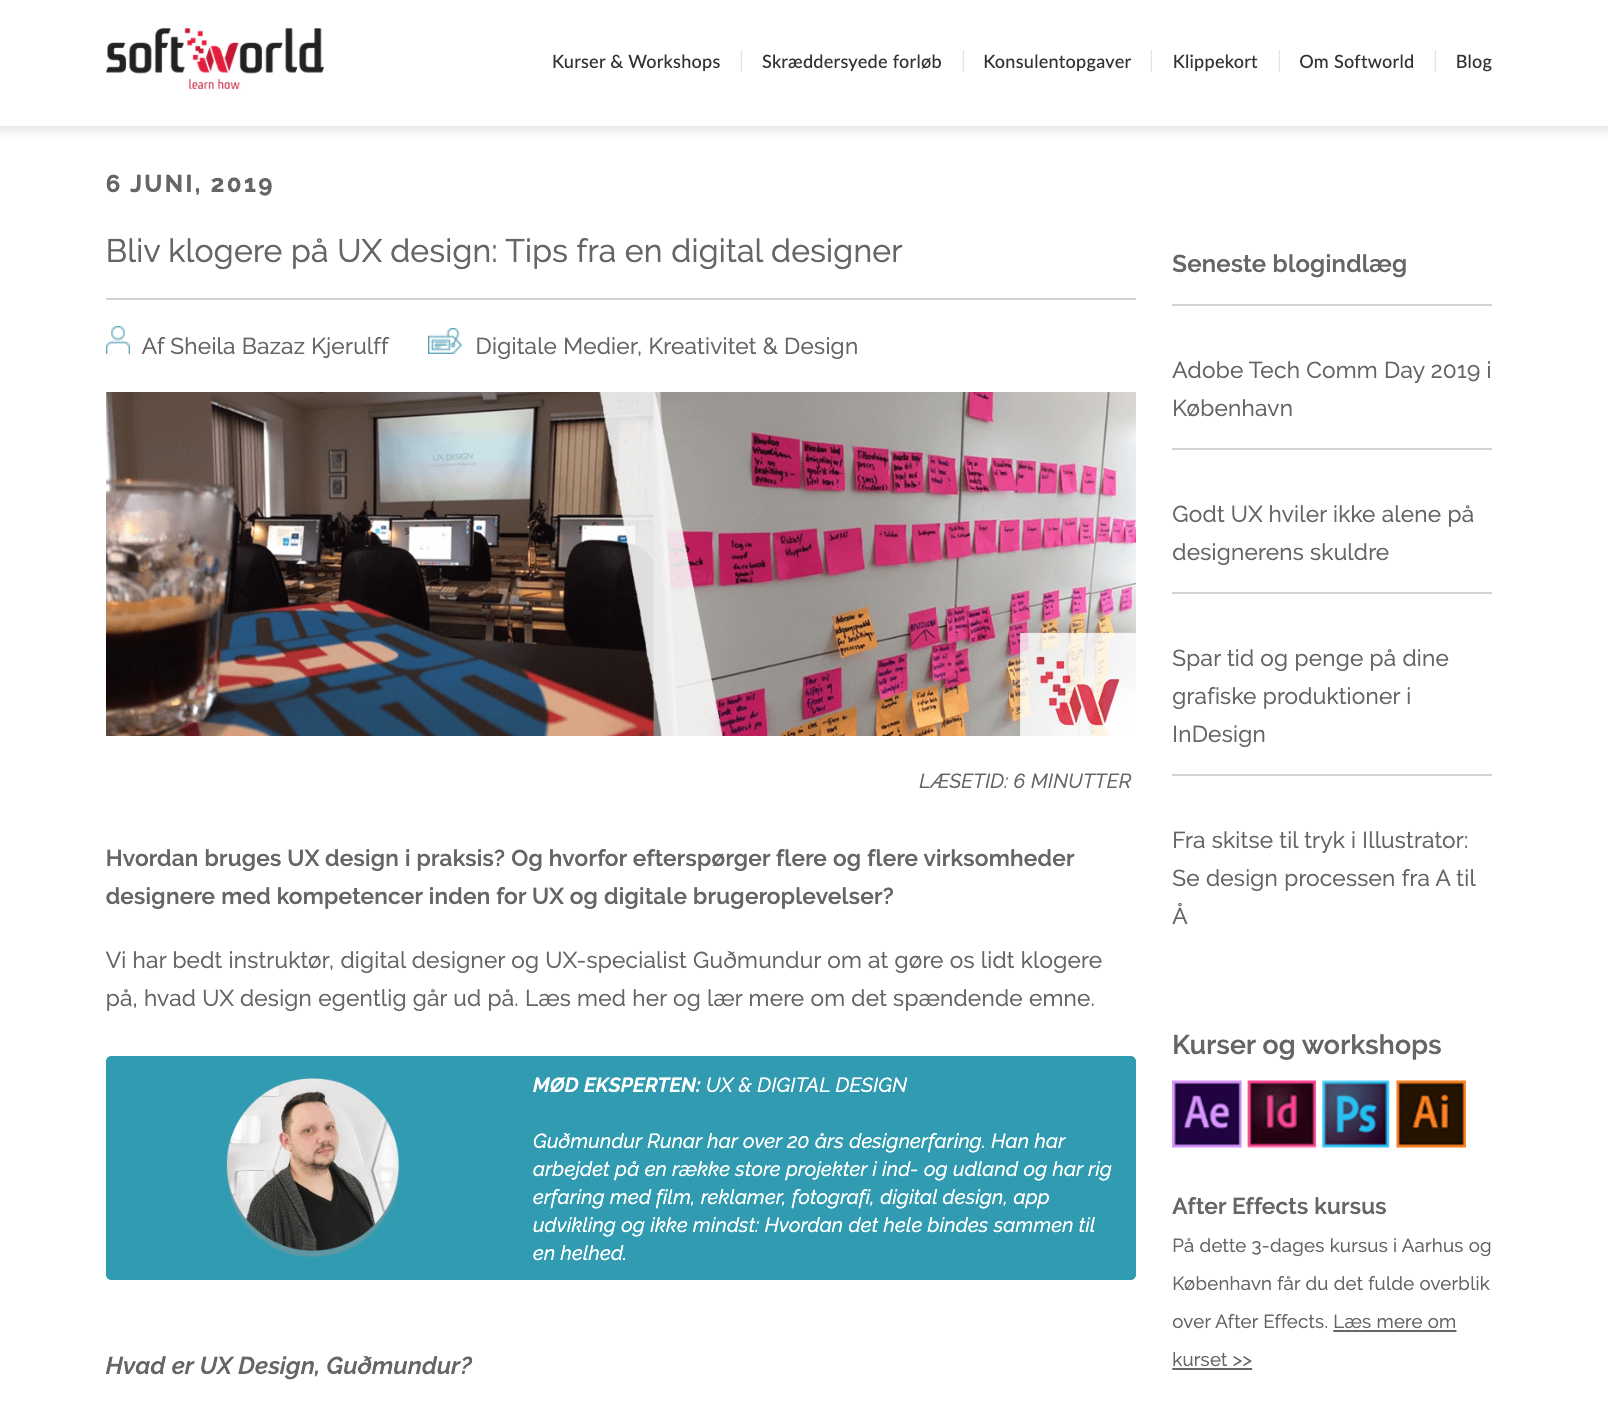 softworld
learn how
Kurser & Workshops
Skræddersyede forløb
Konsulentopgaver
Klippekort
Om Softworld
Blog
6 JUNI, 2019
Bliv klogere på UX design: Tips fra en digital designer
Af Sheila Bazaz Kjerulff
Digitale Medier, Kreativitet & Design
UX DESIGN
LÆSETID: 6 MINUTTER
Hvordan bruges UX design i praksis? Og hvorfor efterspørger flere og flere virksomheder
designere med kompetencer inden for UX og digitale brugeroplevelser?
Vi har bedt instruktør, digital designer og UX-specialist Guðmundur om at gøre os lidt klogere
på, hvad UX design egentlig går ud på. Læs med her og lær mere om det spændende emne.
MØD EKSPERTEN: UX & DIGITAL DESIGN
Guðmundur Runar har over 20 års designerfaring. Han har
arbejdet på en række store projekter i ind- og udland og har rig
erfaring med film, reklamer, fotografi, digital design, app
udvikling og ikke mindst: Hvordan det hele bindes sammen til
en helhed.
Hvad er UX Design, Guðmundur?
Seneste blogindlæg
Adobe Tech Comm Day 2019 i
København
Godt UX hviler ikke alene på
designerens skuldre
Spar tid og penge på dine
grafiske produktioner i
InDesign
Fra skitse til tryk i Illustrator:
Se design processen fra A til
Å
Kurser og workshops
Ae Id Ps Ai
After Effects kursus
På dette 3-dages kursus i Aarhus og
København får du det fulde overblik
over After Effects. Læs mere om
kurset >>